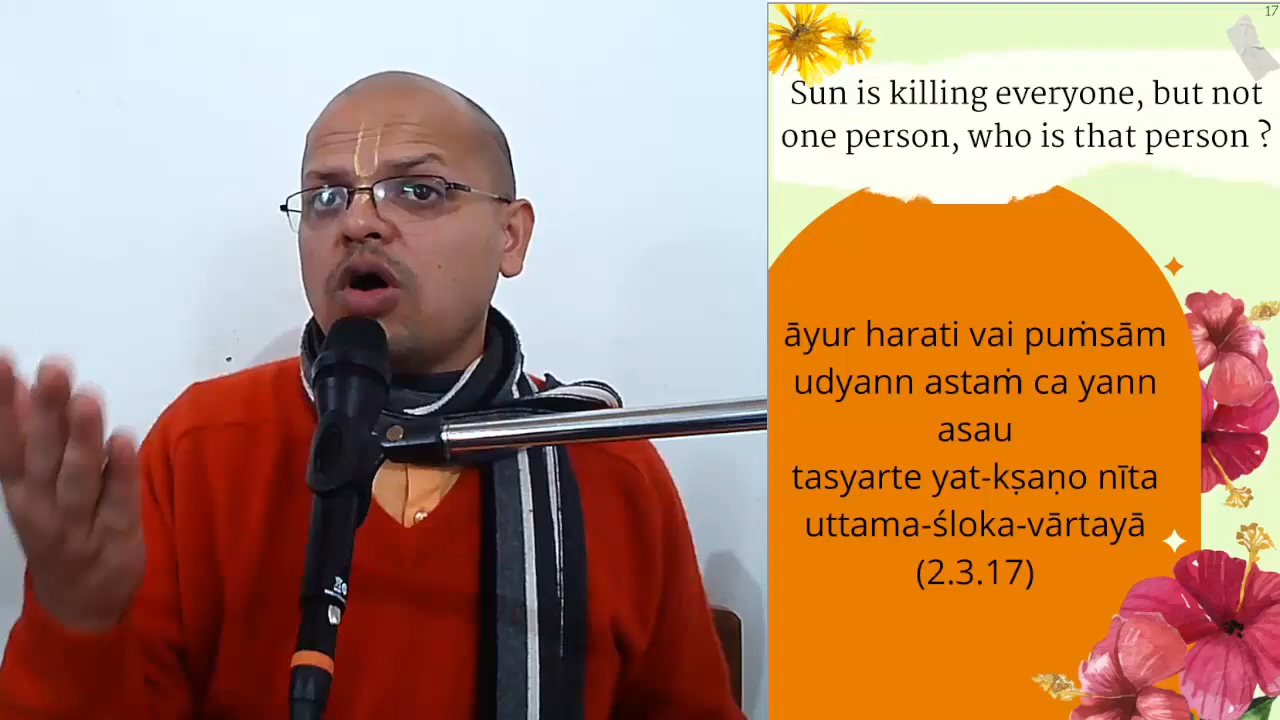 17
Sun is killing everyone, but not
one person, who is that person ?
āyur harati vai puṁsām
udyann astaṁ ca yann
asau
tasyarte yat-kṣaṇo nīta
uttama-śloka-vārtayā
(2.3.17)